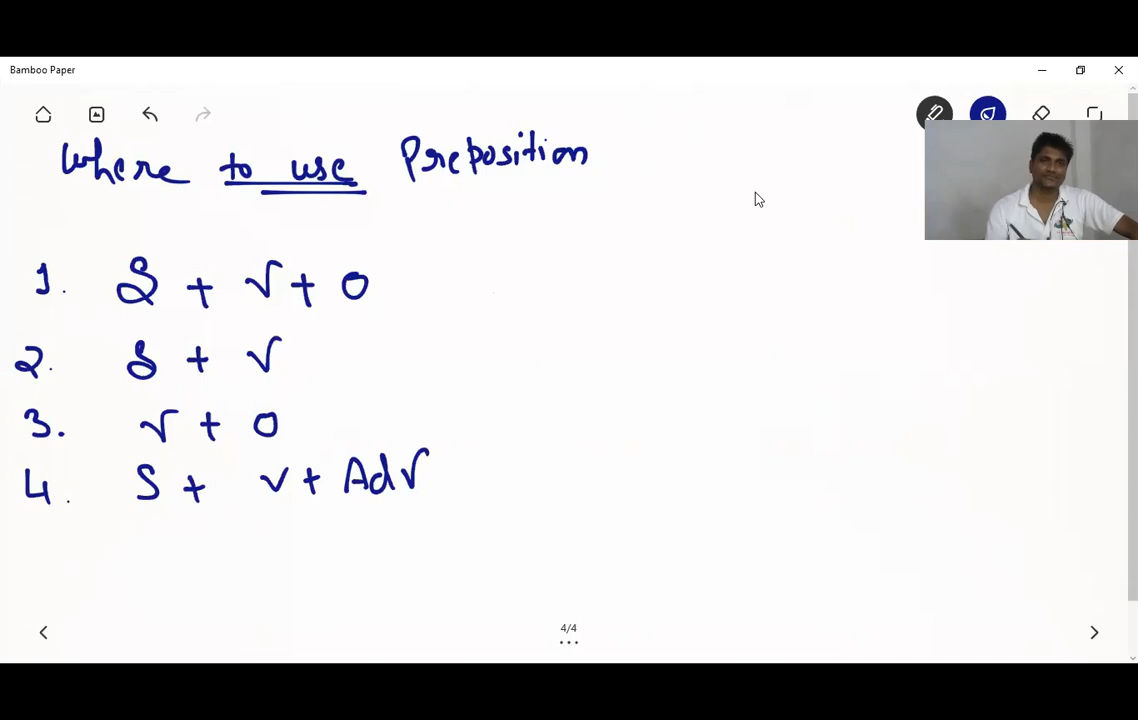 Bamboo Paper
Where to use Preposition
1. S + V + O
2. S + V
3. V + O
4. S + V + Adv
4/4